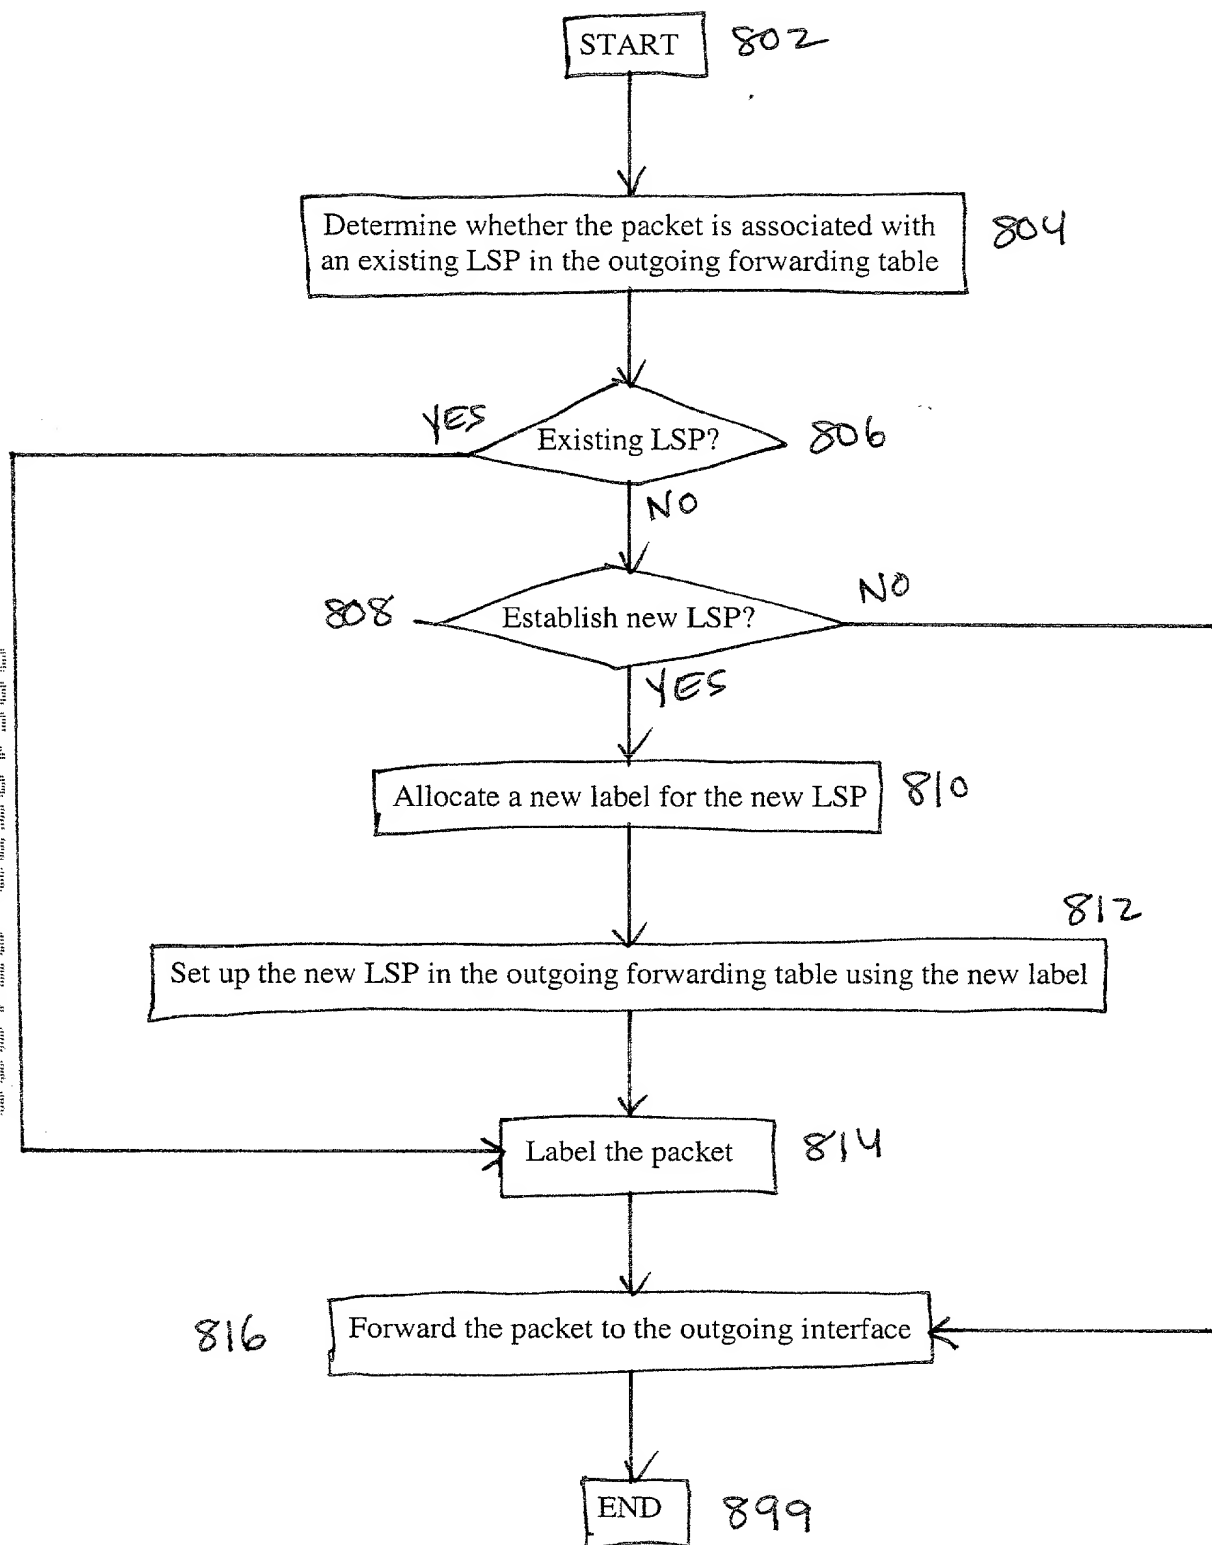 START 802
Determine whether the packet is associated with 804
an existing LSP in the outgoing forwarding table
YES
Existing LSP? 806
NO
NO
808 Establish new LSP?
YES
Allocate a new label for the new LSP 810
812
Set up the new LSP in the outgoing forwarding table using the new label
Label the packet 814
816 Forward the packet to the outgoing interface
END 899